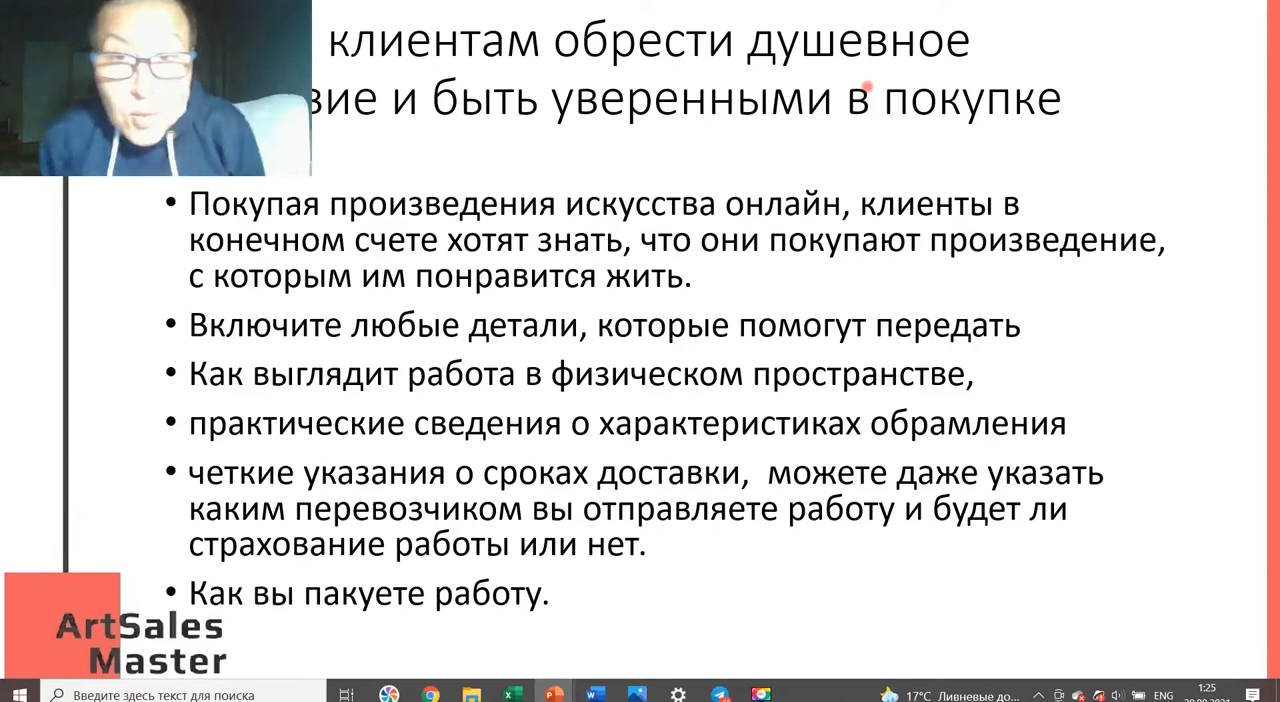 клиентам обрести душевное
вие и быть уверенными в покупке
• Покупая произведения искусства онлайн, клиенты в
конечном счете хотят знать, что они покупают произведение,
с которым им понравится жить.
• Включите любые детали, которые помогут передать
• Как выглядит работа в физическом пространстве,
• практические сведения о характеристиках обрамления
• четкие указания о сроках доставки,  можете даже указать
каким перевозчиком вы отправляете работу и будет ли
страхование работы или нет.
• Как вы пакуете работу.
ArtSales
Master
Введите здесь текст для поиска
17°C Ливневые до...
ENG
1:25